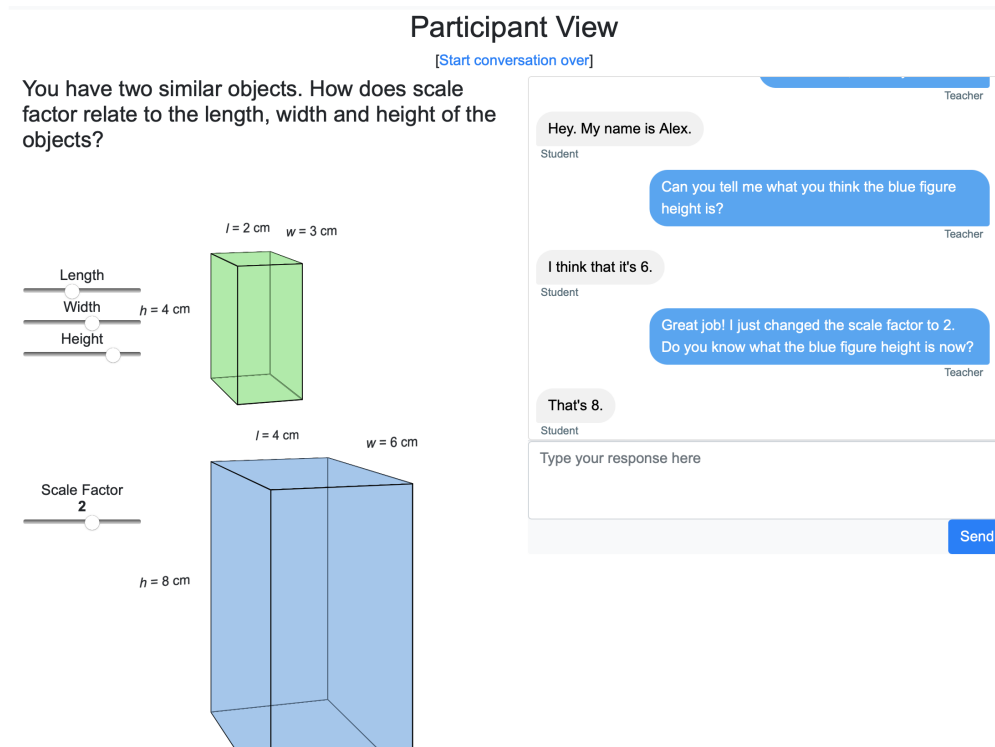 Participant View
[Start conversation over]
You have two similar objects. How does scale
factor relate to the length, width and height of the
objects?
l = 2 cm
w = 3 cm
Length
Width
h = 4 cm
Height
l = 4 cm
w = 6 cm
Scale Factor
2
h = 8 cm
Teacher
Hey. My name is Alex.
Student
Can you tell me what you think the blue figure
height is?
Teacher
I think that it's 6.
Student
Great job! I just changed the scale factor to 2.
Do you know what the blue figure height is now?
Teacher
That's 8.
Student
Type your response here
Send